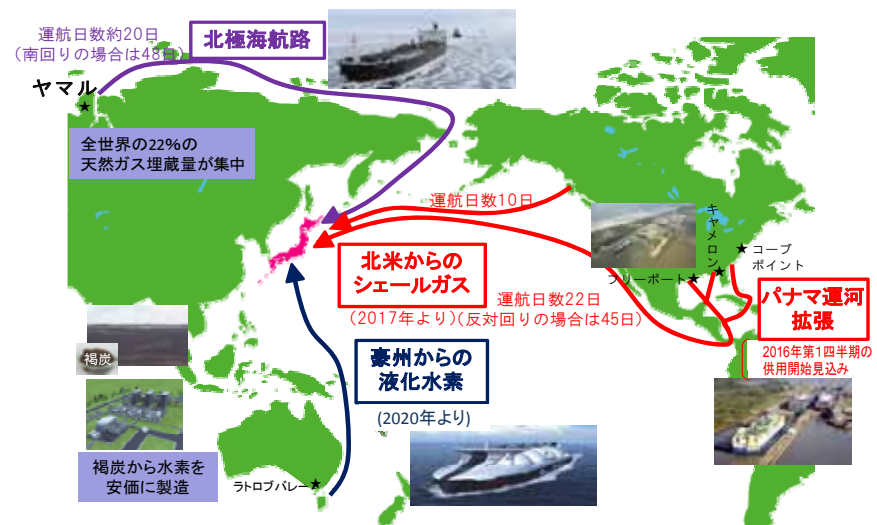 運航日数約20日
(南回りの場合は48日)
北極海航路
ヤマル
全世界の22%の
天然ガス埋蔵量が集中
運航日数10日
キャメロン
コーブ
ポイント
フリーポート
北米からの
シェールガス
(2017年より)
運航日数22日
(反対回りの場合は45日)
パナマ運河
拡張
2016年第1四半期の
供用開始見込み
豪州からの
液化水素
(2020年より)
褐炭
褐炭から水素を
安価に製造
ラトロブバレー